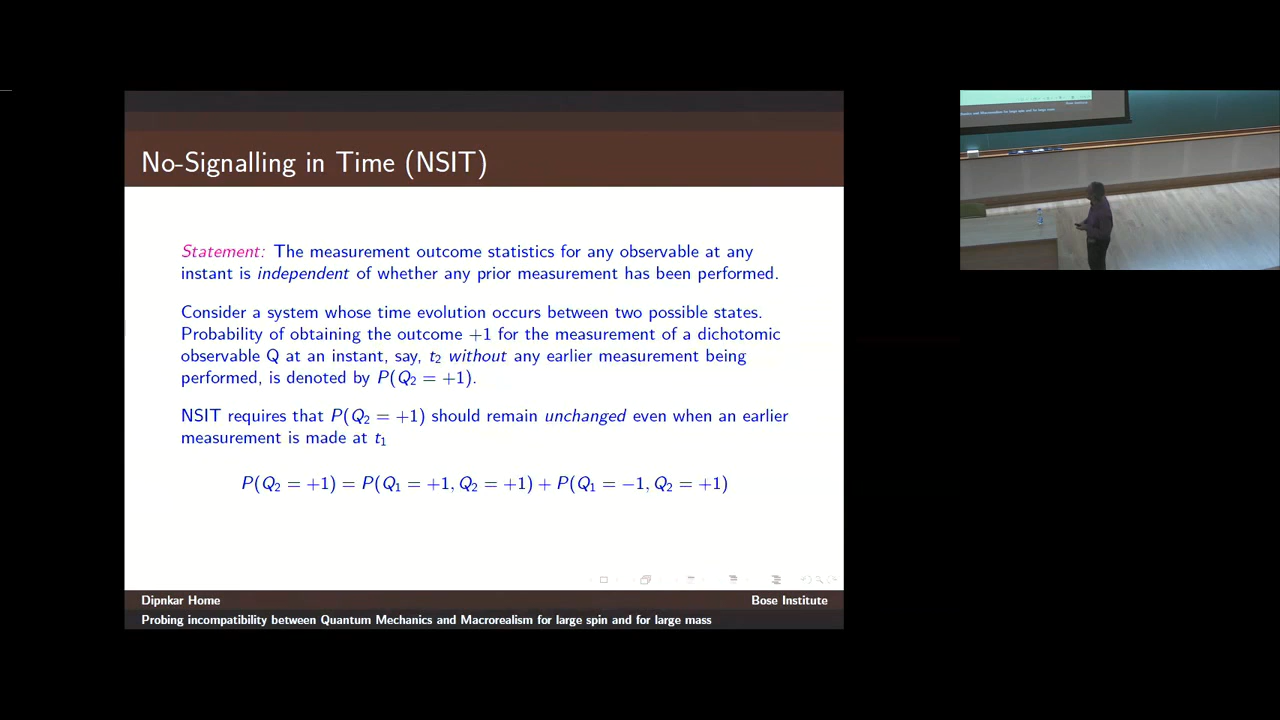 No-Signalling in Time (NSIT)
Statement: The measurement outcome statistics for any observable at any
instant is independent of whether any prior measurement has been performed.
Consider a system whose time evolution occurs between two possible states.
Probability of obtaining the outcome +1 for the measurement of a dichotomic
observable Q at an instant, say, t₂ without any earlier measurement being
performed, is denoted by P(Q₂ = +1).
NSIT requires that P(Q₂ = +1) should remain unchanged even when an earlier
measurement is made at t₁
P(Q₂ = +1) = P(Q₁ = +1, Q₂ = +1) + P(Q₁ = −1, Q₂ = +1)
Dipnkar Home
Bose Institute
Probing incompatibility between Quantum Mechanics and Macrorealism for large spin and for large mass